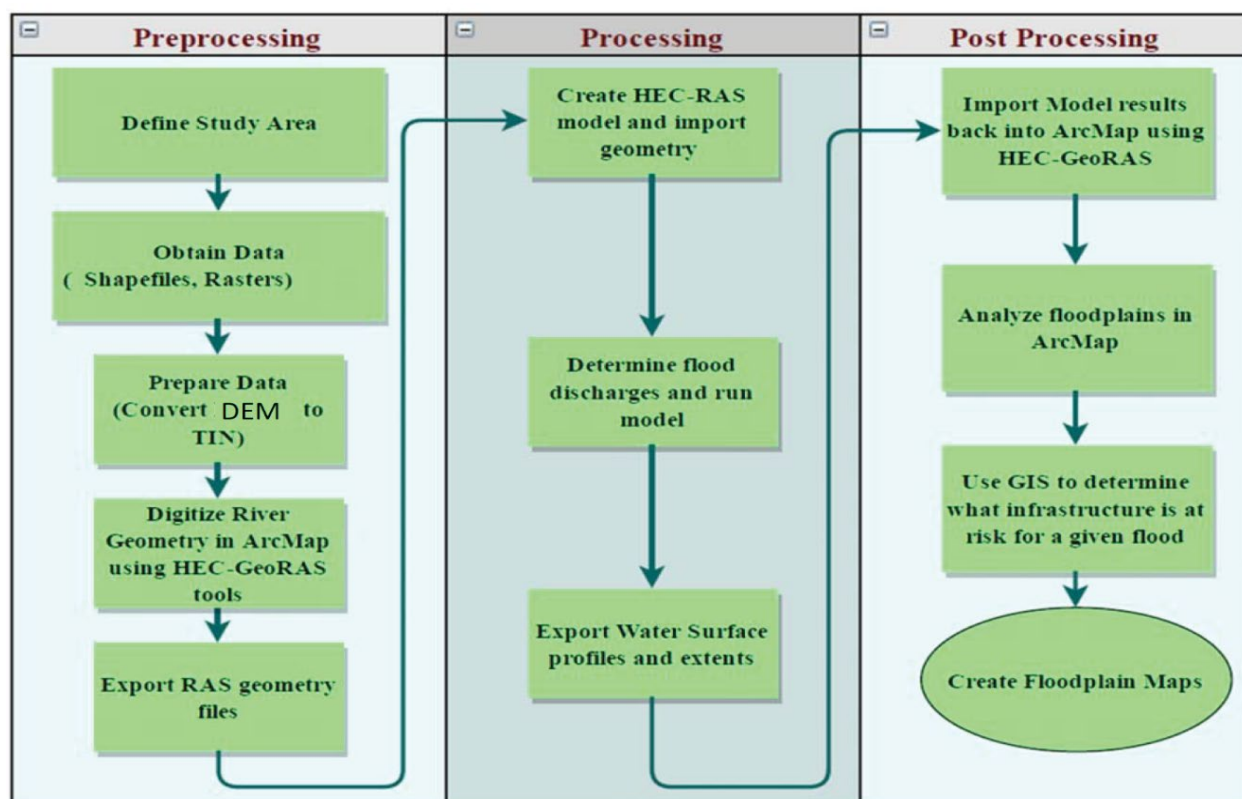 Preprocessing
Define Study Area
Obtain Data
( Shapefiles, Rasters)
Prepare Data
(Convert DEM to
TIN)
Digitize River
Geometry in ArcMap
using HEC-GeoRAS
tools
Export RAS geometry
files
Processing
Create HEC-RAS
model and import
geometry
Determine flood
discharges and run
model
Export Water Surface
profiles and extents
Post Processing
Import Model results
back into ArcMap using
HEC-GeoRAS
Analyze floodplains in
ArcMap
Use GIS to determine
what infrastructure is at
risk for a given flood
Create Floodplain Maps